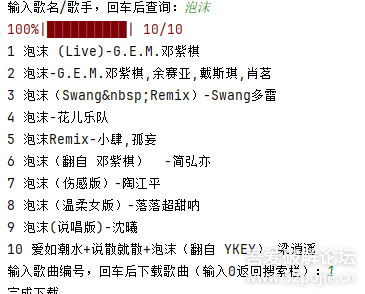 输入歌名/歌手，回车后查询：泡沫
100%|██████████| 10/10
1 泡沫 (Live)-G.E.M.邓紫棋
2 泡沫-G.E.M.邓紫棋,余赛亚,戴斯琪,肖茗
3 泡沫（Swang&nbsp;Remix）-Swang多雷
4 泡沫-花儿乐队
5 泡沫Remix-小肆,孤妄
6 泡沫（翻自 邓紫棋）  -简弘亦
7 泡沫（伤感版）-陶江平
8 泡沫（温柔女版）-落落超甜呐
9 泡沫(说唱版)-沈曦
10 爱如潮水+说散就散+泡沫（翻自 YKEY）-梁逍遥
输入歌曲编号，回车后下载歌曲（输入0返回搜索栏）：1
完成下载